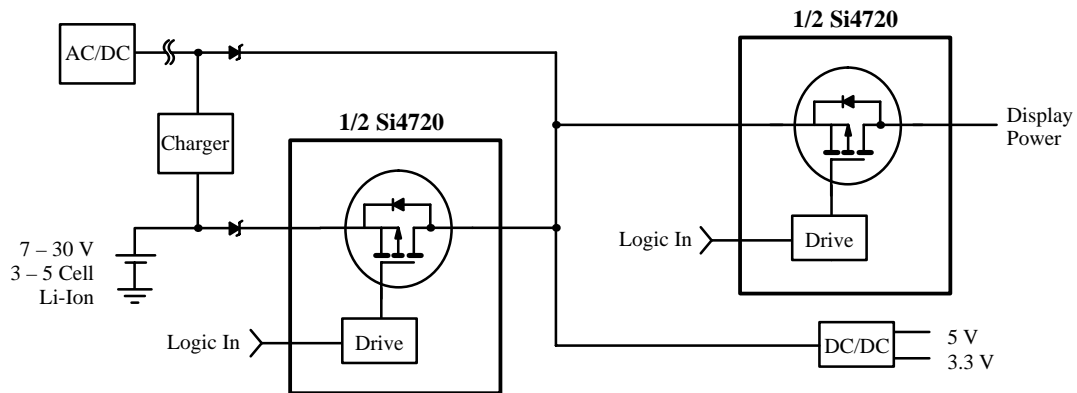 AC/DC
1/2 Si4720
Charger
1/2 Si4720
Display
Power
Logic In
Drive
7 – 30 V
3 – 5 Cell
Li-Ion
Logic In
Drive
DC/DC
5 V
3.3 V